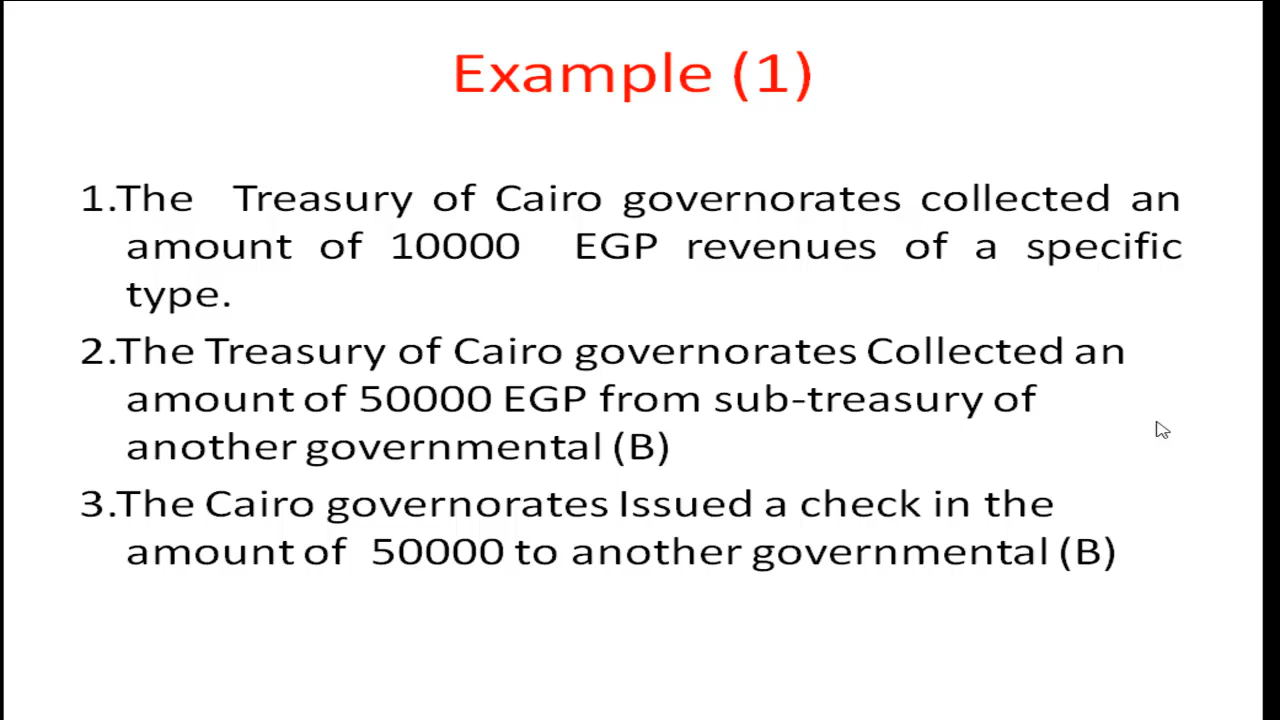 Example (1)
1.The Treasury of Cairo governorates collected an
amount of 10000 EGP revenues of a specific
type.
2.The Treasury of Cairo governorates Collected an
amount of 50000 EGP from sub-treasury of
another governmental (B)
3.The Cairo governorates Issued a check in the
amount of 50000 to another governmental (B)